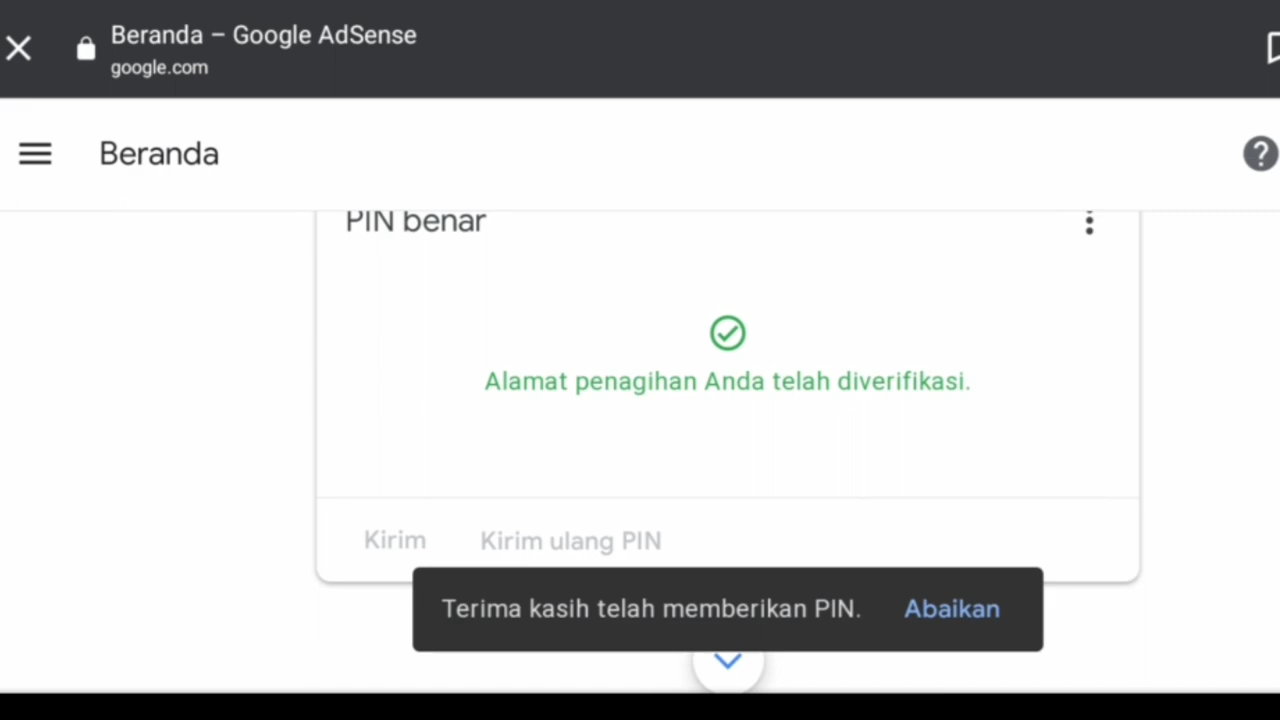 Beranda – Google AdSense
google.com
Beranda
PIN benar
Alamat penagihan Anda telah diverifikasi.
Kirim Kirim ulang PIN
Terima kasih telah memberikan PIN. Abaikan